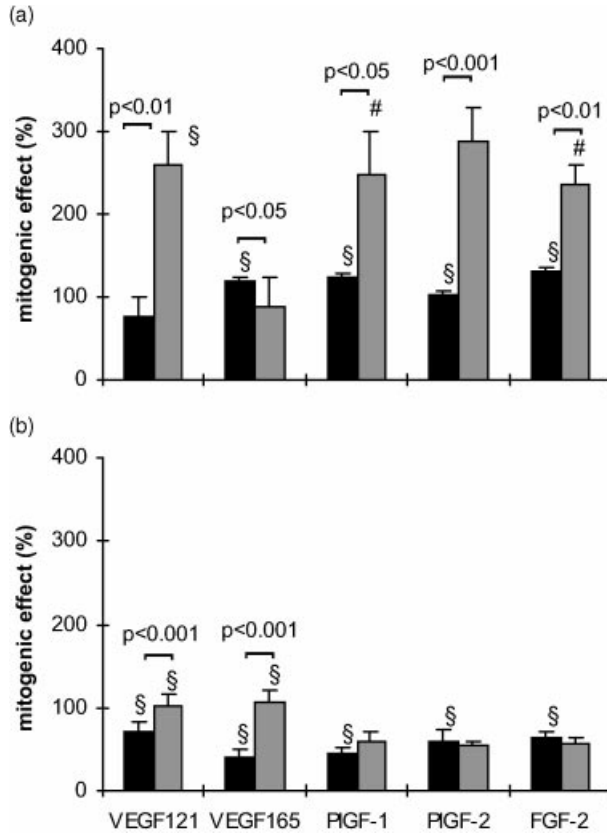 (a)
400
300
200
100
0
mitogenic effect (%)
p<0.01
§
p<0.05
§
p<0.05
#
§
p<0.001
§
p<0.01
#
§
(b)
400
300
200
100
0
mitogenic effect (%)
p<0.001
§ §
p<0.001
§ §
§
§
§
VEGF121 VEGF165 PlGF-1 PlGF-2 FGF-2